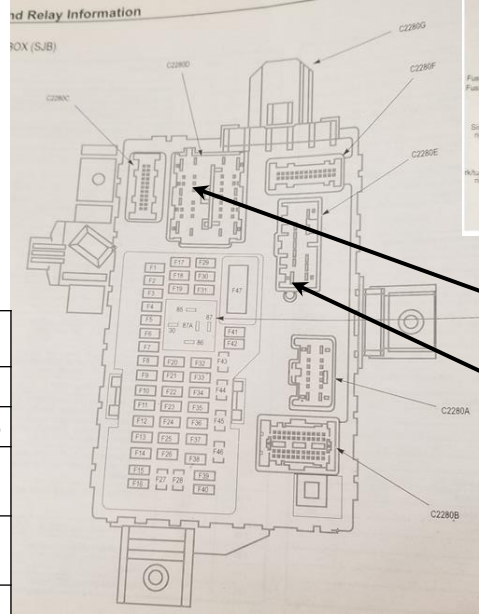 nd Relay Information
BOX (SJB)
C2280G
C2280D
C2280F
C2280C
C2280E
F1 F17 F29
F2 F18 F30
F3 F19 F31
F47
F4
F5
F6
F7
85 87
30 87A
86
F41
F42
F8 F20 F32 F43
F9 F21 F33
F10 F22 F34 F44
F11 F23 F35
F12 F24 F36 F45
F13 F25 F37
F14 F26 F38 F46
F15 F27 F28 F39
F16 F40
C2280A
C2280B
Fus
Fus